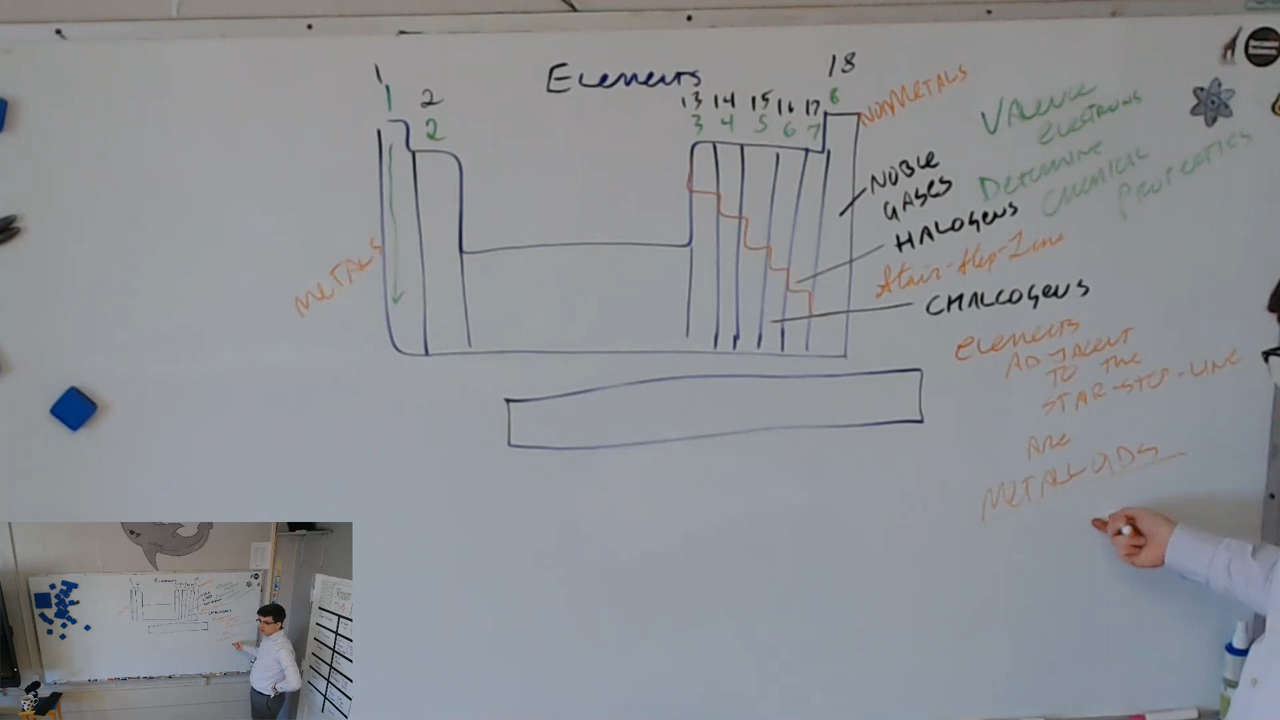 Elements
1 2 13 14 15 16 17 18
1 2 3 4 5 6 7 8
METALS
NONMETALS
VALENCE
ELECTRONS
DETERMINE
CHEMICAL
PROPERTIES
NOBLE
GASES
HALOGENS
Stair-Step-Line
CHALCOGENS
ELEMENTS
ADJACENT
TO THE
STAR-STEP-LINE
ARE
METALLOIDS